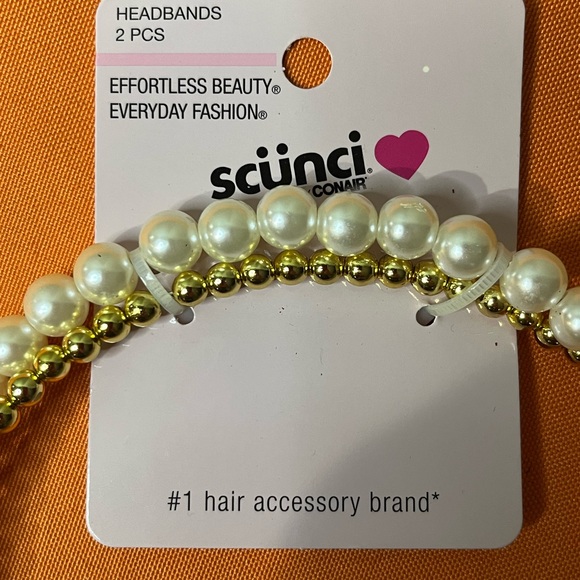 HEADBANDS
2 PCS
EFFORTLESS BEAUTY®
EVERYDAY FASHION®
scünci®
CONAIR®
#1 hair accessory brand*